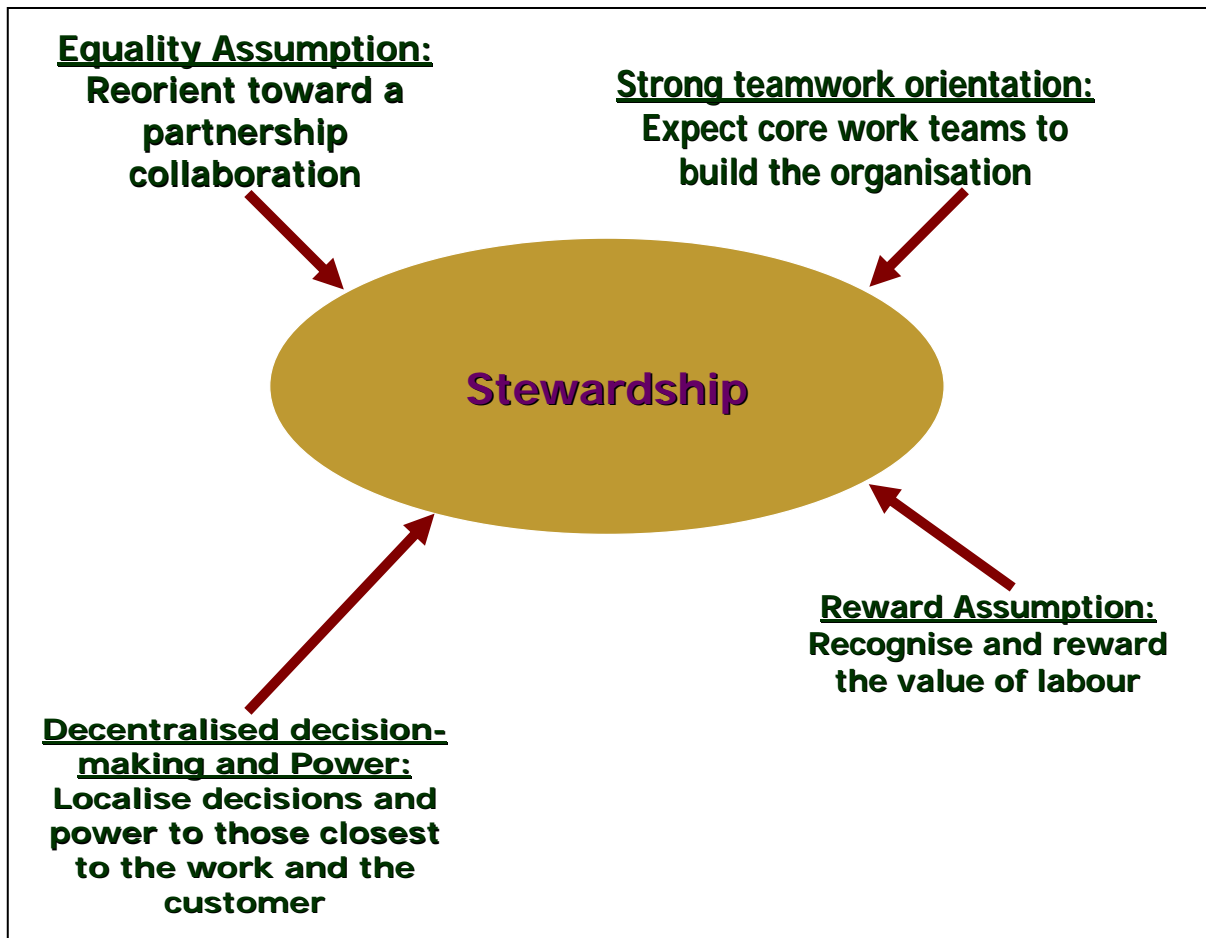 Equality Assumption:
Reorient toward a
partnership
collaboration
Strong teamwork orientation:
Expect core work teams to
build the organisation
Stewardship
Reward Assumption:
Recognise and reward
the value of labour
Decentralised decision-
making and Power:
Localise decisions and
power to those closest
to the work and the
customer